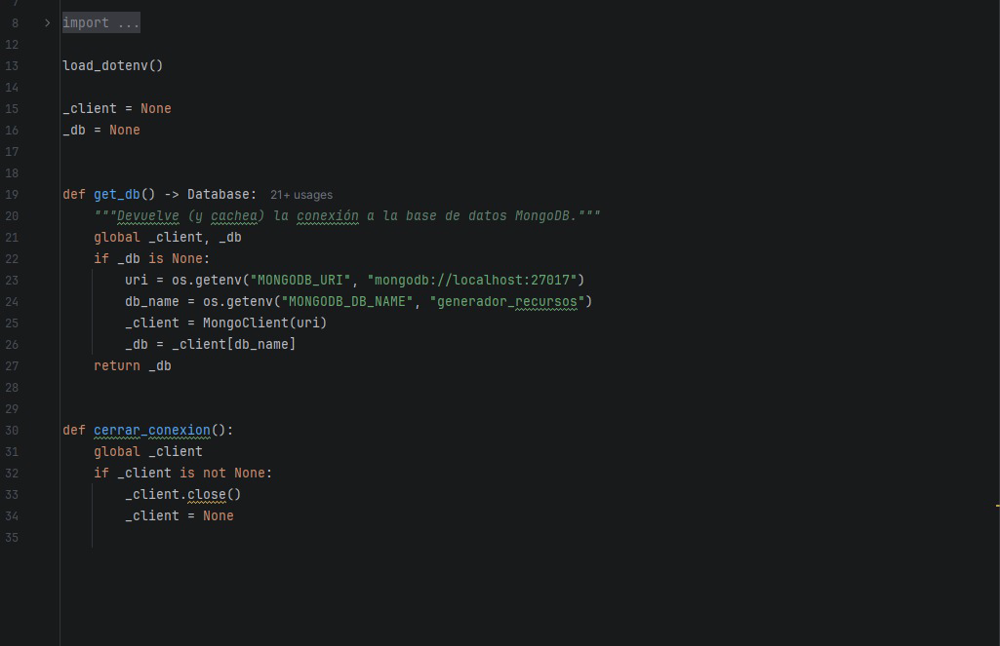 7
8 import ...
12
13 load_dotenv()
14
15 _client = None
16 _db = None
17
18
19 def get_db() -> Database: 21+ usages
20 """Devuelve (y cachea) la conexión a la base de datos MongoDB."""
21 global _client, _db
22 if _db is None:
23 uri = os.getenv("MONGODB_URI", "mongodb://localhost:27017")
24 db_name = os.getenv("MONGODB_DB_NAME", "generador_recursos")
25 _client = MongoClient(uri)
26 _db = _client[db_name]
27 return _db
28
29
30 def cerrar_conexion():
31 global _client
32 if _client is not None:
33 _client.close()
34 _client = None
35